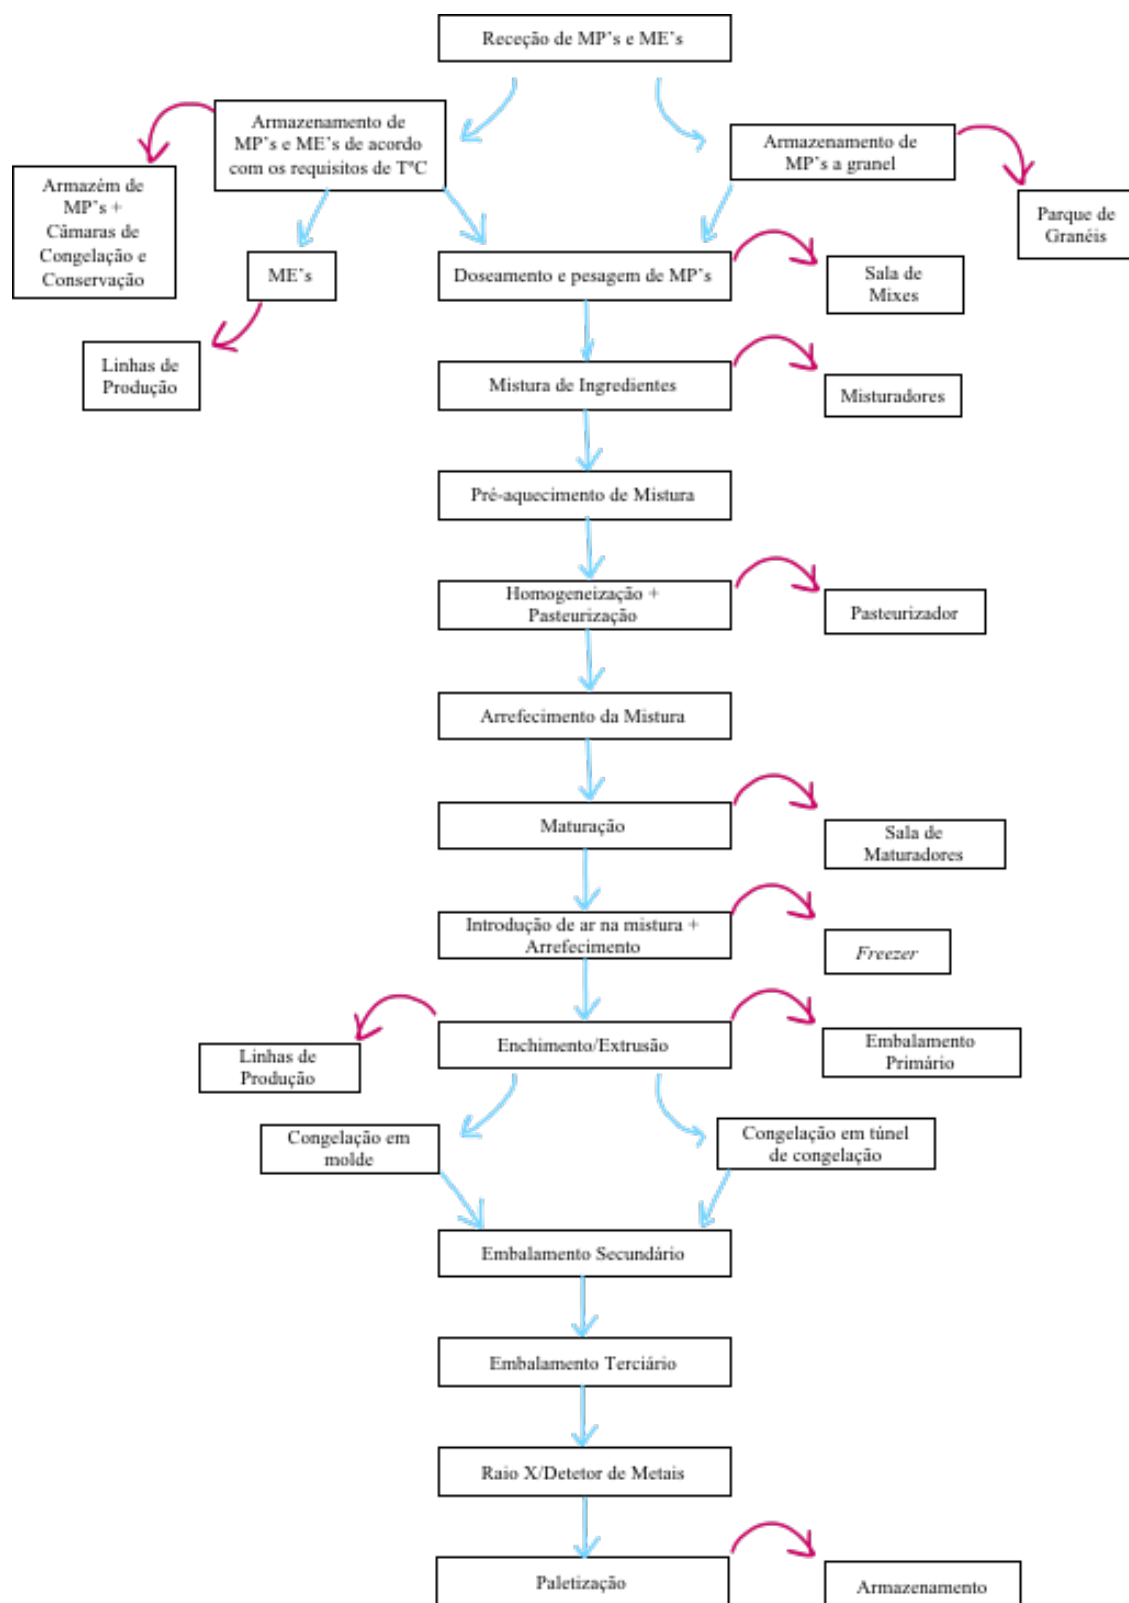 Receção de MP's e ME's
Armazenamento de
MP's e ME's de acordo
com os requisitos de TºC
Armazenamento de
MP's a granel
Armazém de
MP's +
Câmaras de
Congelação e
Conservação
Parque de
Granéis
ME's
Doseamento e pesagem de MP's
Sala de
Mixes
Linhas de
Produção
Mistura de Ingredientes
Misturadores
Pré-aquecimento de Mistura
Homogeneização +
Pasteurização
Pasteurizador
Arrefecimento da Mistura
Maturação
Sala de
Maturadores
Introdução de ar na mistura +
Arrefecimento
Freezer
Linhas de
Produção
Enchimento/Extrusão
Embalamento
Primário
Congelação em
molde
Congelação em túnel
de congelação
Embalamento Secundário
Embalamento Terciário
Raio X/Detetor de Metais
Paletização
Armazenamento